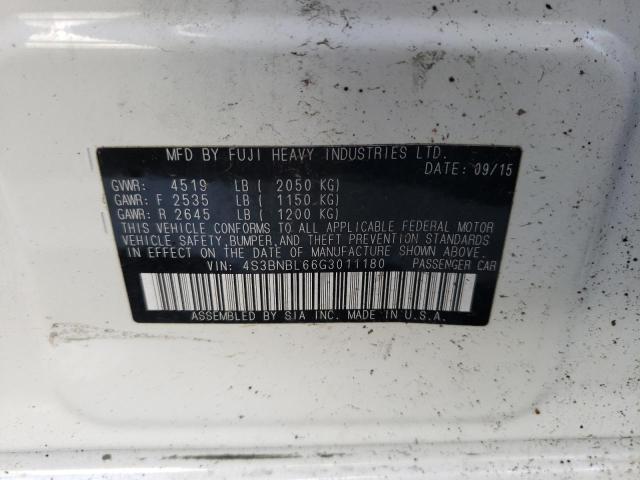 MFD BY FUJI HEAVY INDUSTRIES LTD.
DATE: 09/15
GVWR: 4519 LB ( 2050 KG)
GAWR: F 2535 LB ( 1150 KG)
GAWR: R 2645 LB ( 1200 KG)
THIS VEHICLE CONFORMS TO ALL APPLICABLE FEDERAL MOTOR
VEHICLE SAFETY, BUMPER, AND THEFT PREVENTION STANDARDS
IN EFFECT ON THE DATE OF MANUFACTURE SHOWN ABOVE.
VIN: 4S3BNBL66G3011180 PASSENGER CAR
ASSEMBLED BY SIA INC. MADE IN U.S.A.